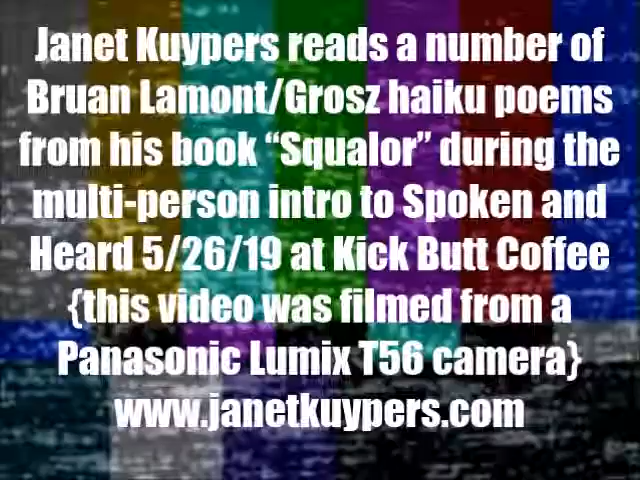 Janet Kuypers reads a number of
Bruan Lamont/Grosz haiku poems
from his book “Squalor” during the
multi-person intro to Spoken and
Heard 5/26/19 at Kick Butt Coffee
{this video was filmed from a
Panasonic Lumix T56 camera}
www.janetkuypers.com